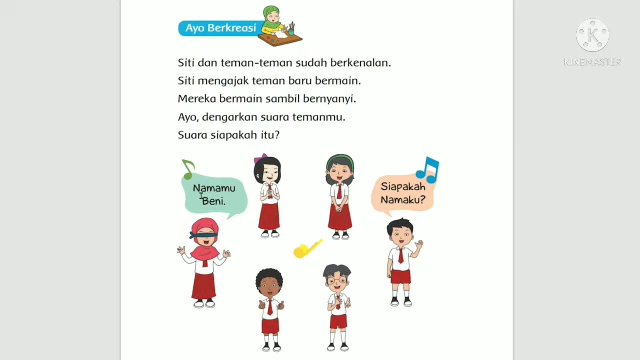 Ayo Berkreasi
Siti dan teman-teman sudah berkenalan.
Siti mengajak teman baru bermain.
Mereka bermain sambil bernyanyi.
Ayo, dengarkan suara temanmu.
Suara siapakah itu?
Namamu
Beni.
Siapakah
Namaku?
K
KINEMASTER